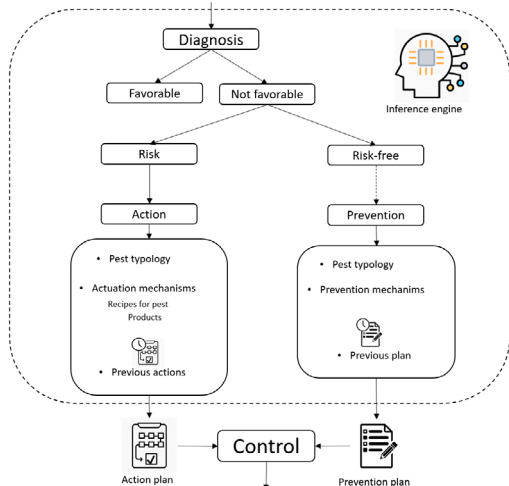 Diagnosis
Inference engine
Favorable
Not favorable
Risk
Risk-free
Action
Prevention
• Pest typology
• Actuation mechanisms
Recipes for pest
Products
• Previous actions
• Pest typology
• Prevention mechanims
• Previous plan
Control
Action plan
Prevention plan